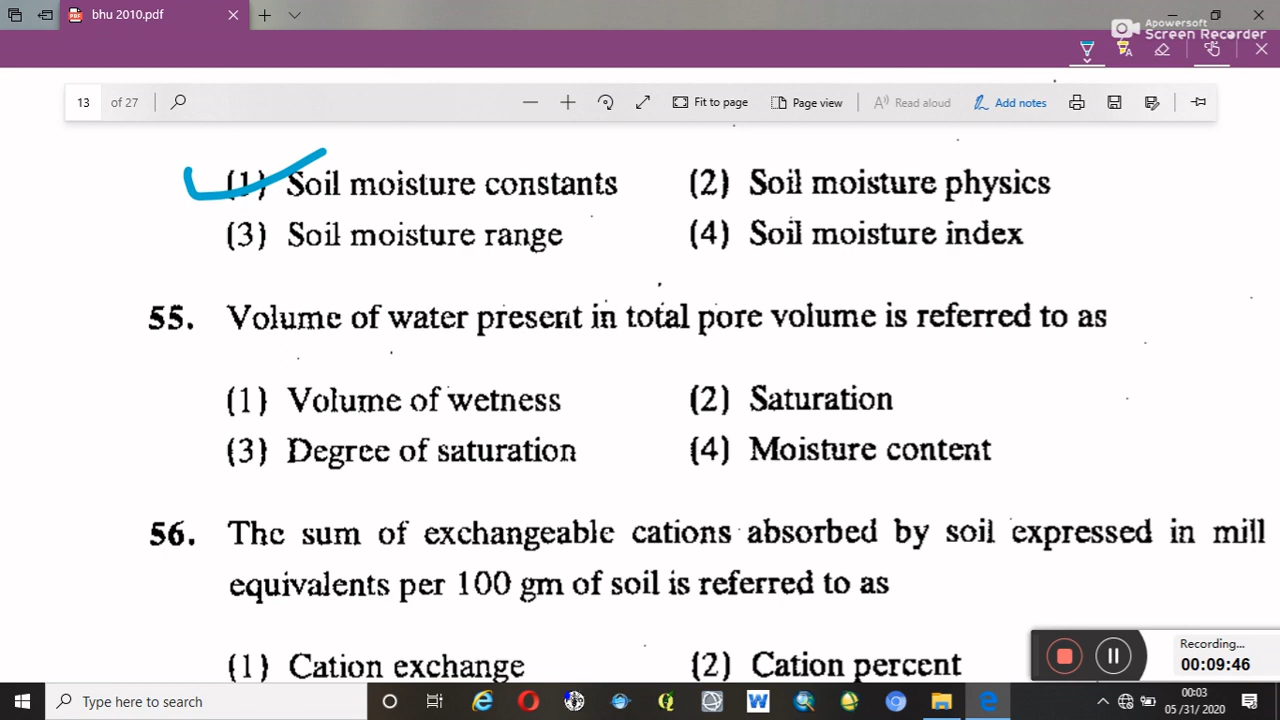 bhu 2010.pdf
Apowersoft
Screen Recorder
13 of 27 Fit to page Page view Read aloud Add notes
(1) Soil moisture constants (2) Soil moisture physics
(3) Soil moisture range (4) Soil moisture index
55. Volume of water present in total pore volume is referred to as
(1) Volume of wetness (2) Saturation
(3) Degree of saturation (4) Moisture content
56. The sum of exchangeable cations absorbed by soil expressed in mill
equivalents per 100 gm of soil is referred to as
(1) Cation exchange (2) Cation percent
Recording...
00:09:46
Type here to search
00:03
05/31/2020